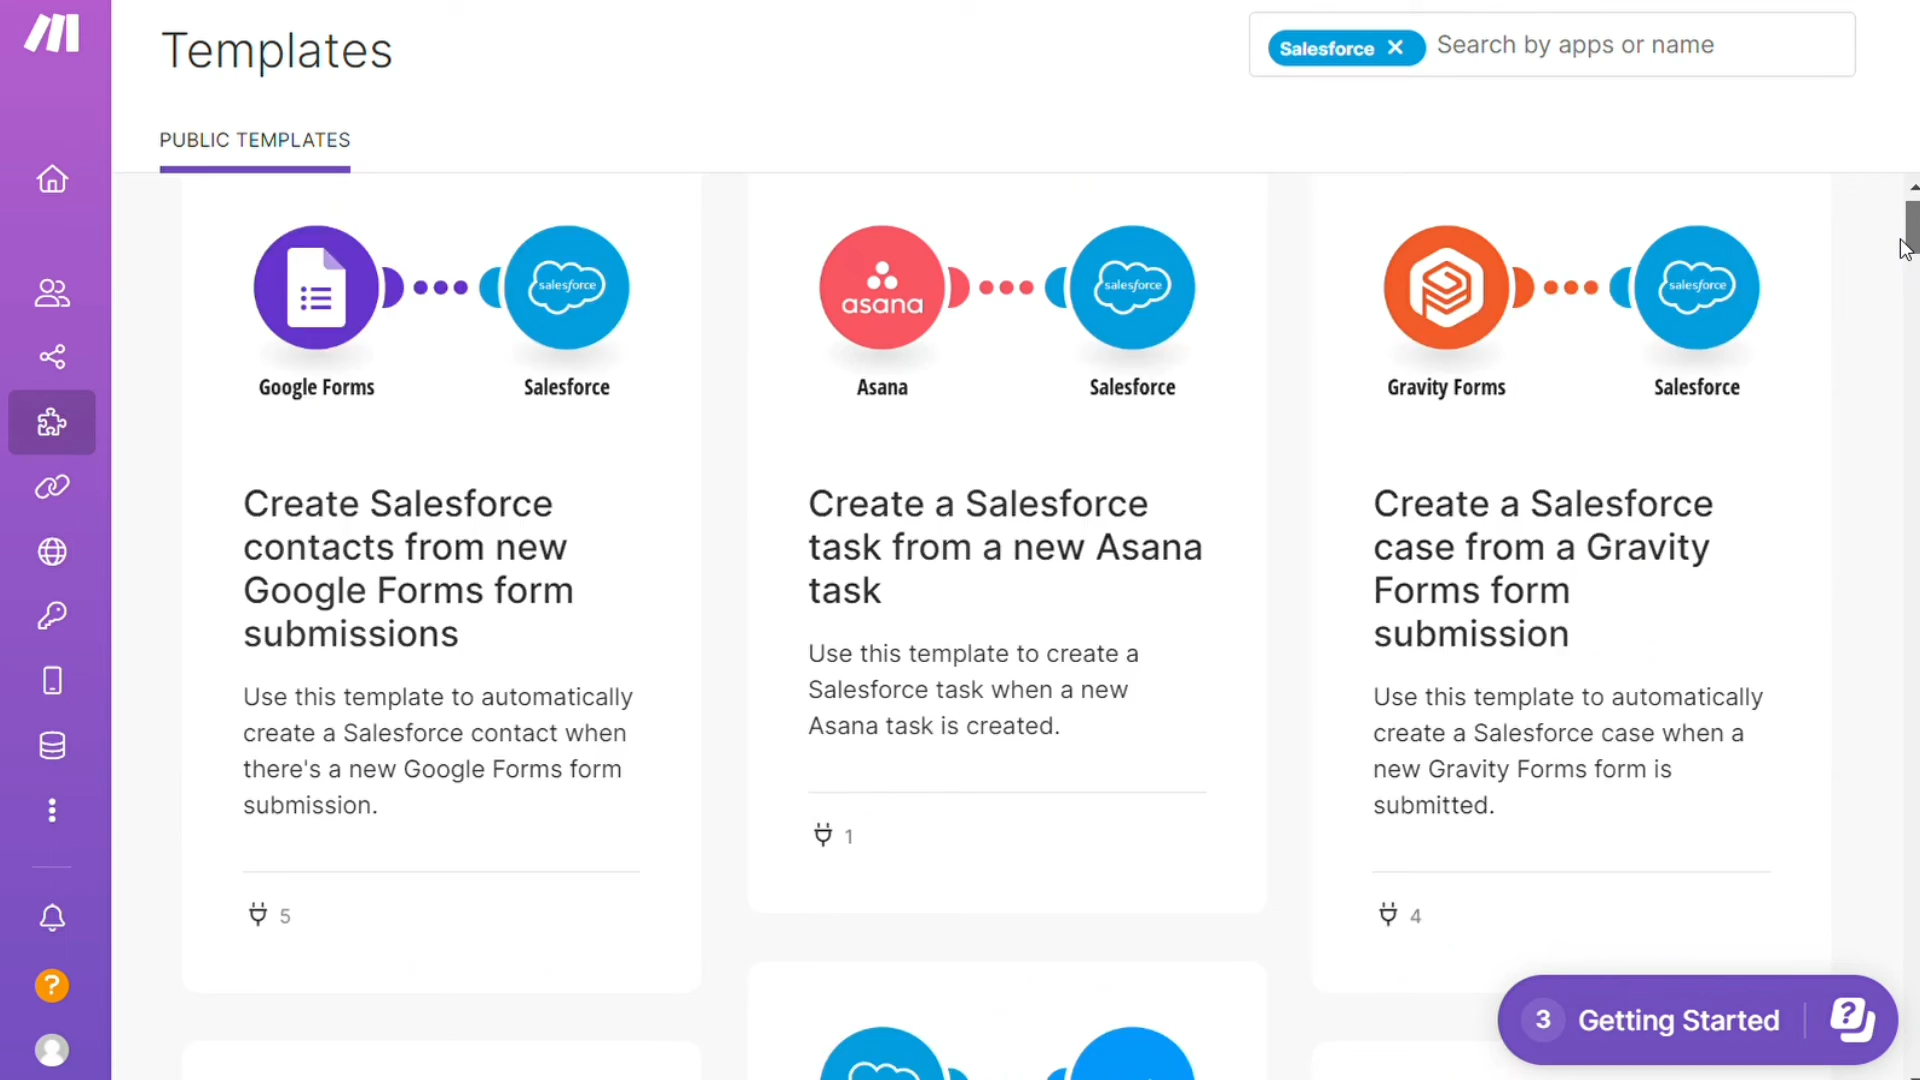 Templates
Salesforce ✕ Search by apps or name
PUBLIC TEMPLATES
salesforce
asana
salesforce
salesforce
Google Forms
Salesforce
Asana
Salesforce
Gravity Forms
Salesforce
Create Salesforce
contacts from new
Google Forms form
submissions
Use this template to automatically
create a Salesforce contact when
there's a new Google Forms form
submission.
5
Create a Salesforce
task from a new Asana
task
Use this template to create a
Salesforce task when a new
Asana task is created.
1
Create a Salesforce
case from a Gravity
Forms form
submission
Use this template to automatically
create a Salesforce case when a
new Gravity Forms form is
submitted.
4
?
3 Getting Started ?